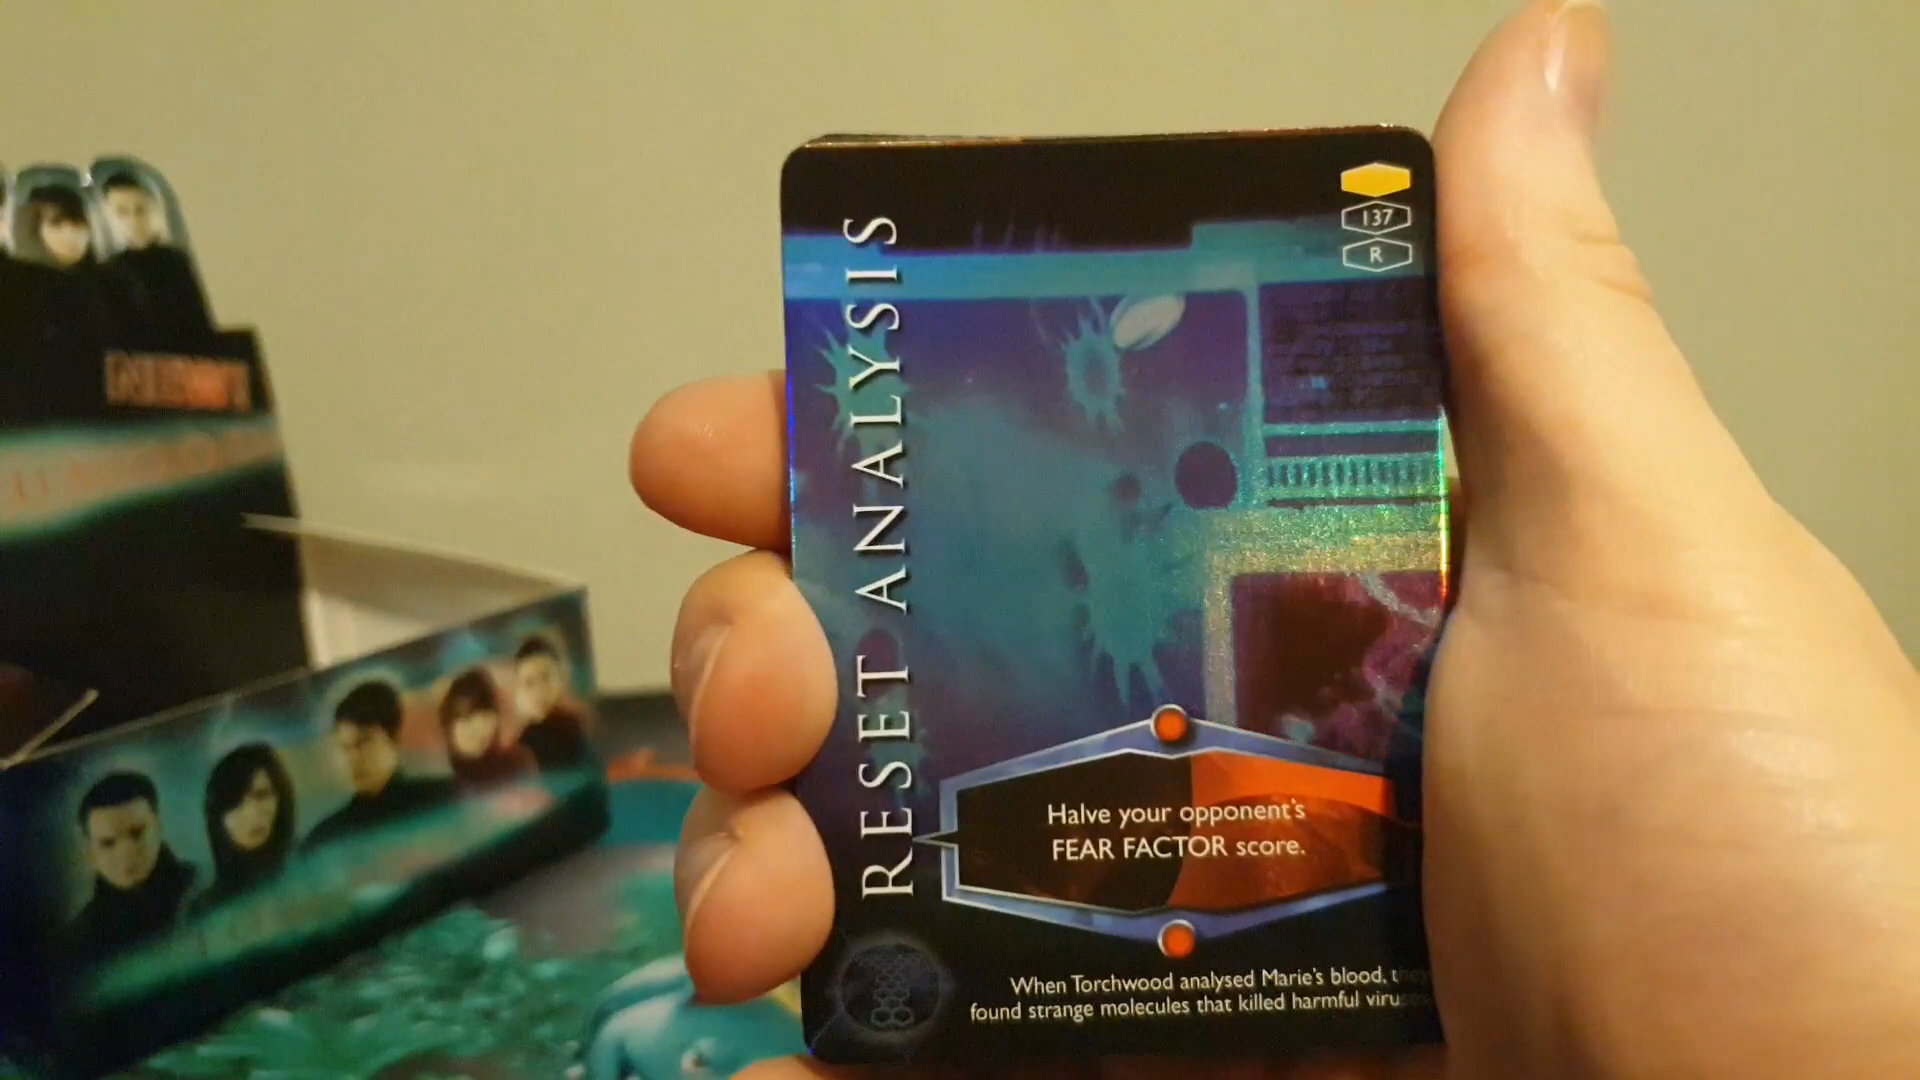 137
R
RESET ANALYSIS
Halve your opponent's
FEAR FACTOR score.
When Torchwood analysed Marie's blood, they
found strange molecules that killed harmful